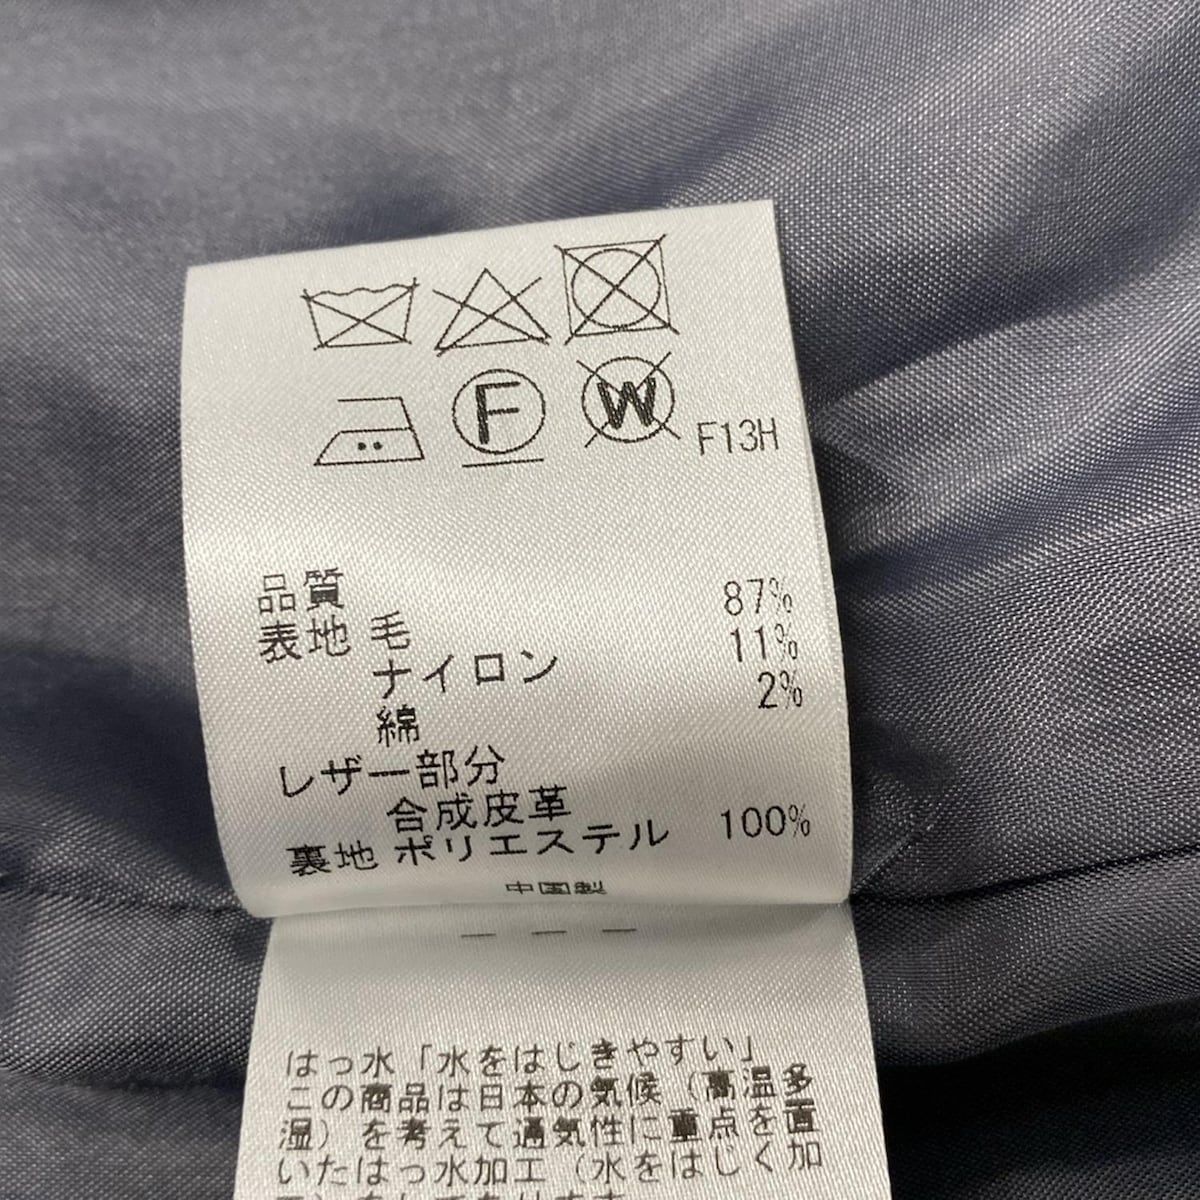 F
W
F13H
品質
表地 毛 87%
ナイロン 11%
綿 2%
レザー部分
合成皮革
裏地 ポリエステル 100%
中国製
はっ水「水をはじきやすい」
この商品は日本の気候（高温多
湿）を考えて通気性に重点を置
いたはっ水加工（水をはじく加